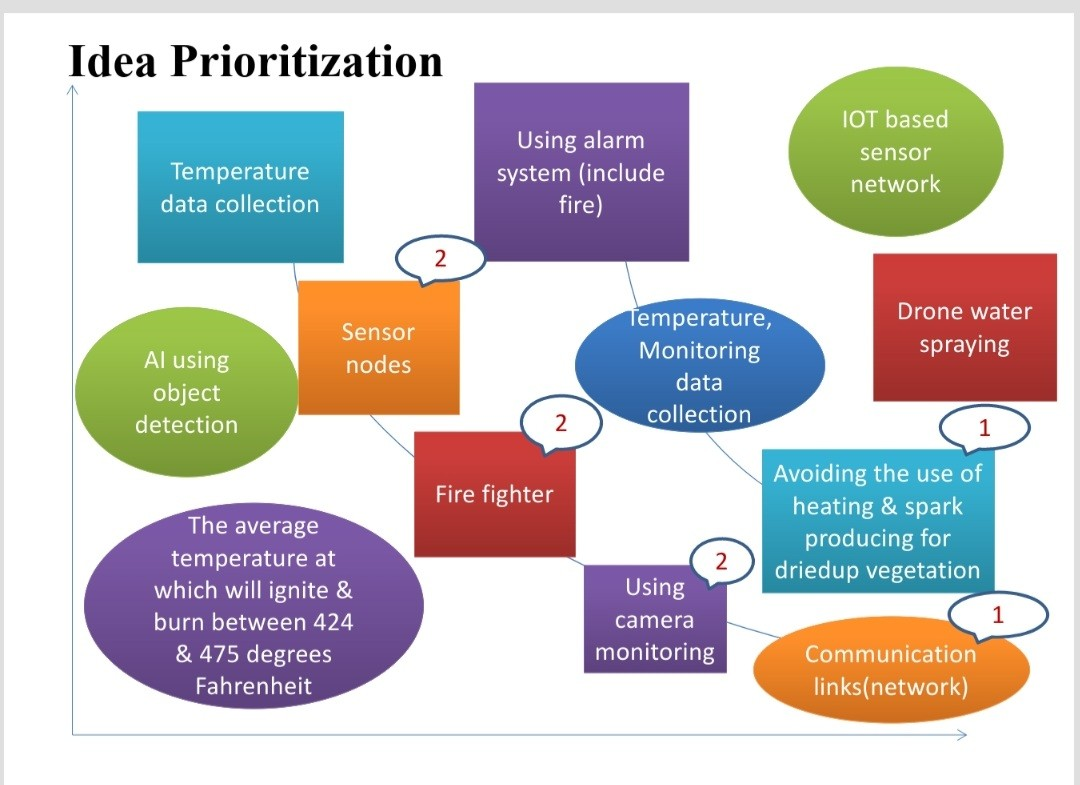 Idea Prioritization
Temperature
data collection
Using alarm
system (include
fire)
IOT based
sensor
network
2
Sensor
nodes
AI using
object
detection
Temperature,
Monitoring
data
collection
Drone water
spraying
2
Fire fighter
1
Avoiding the use of
heating & spark
producing for
driedup vegetation
The average
temperature at
which will ignite &
burn between 424
& 475 degrees
Fahrenheit
2
Using
camera
monitoring
1
Communication
links(network)